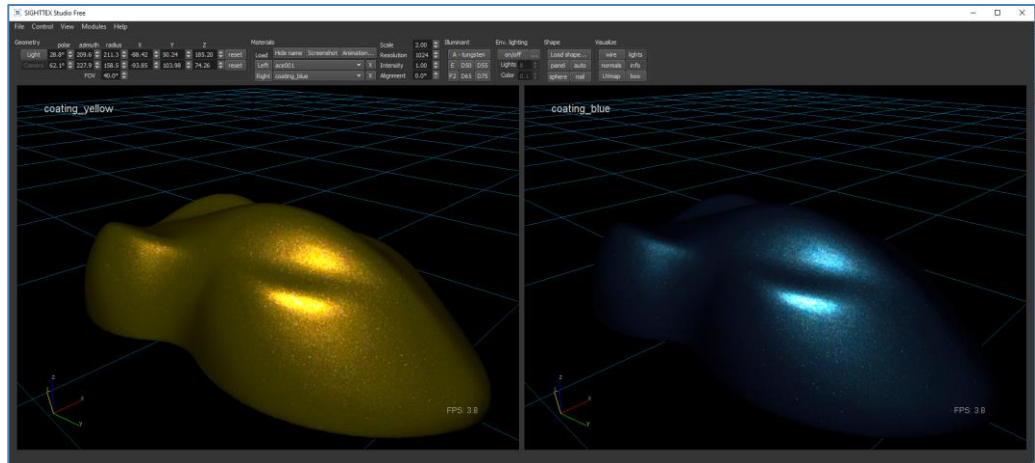 SIGHTTEX Studio Free
File Control View Modules Help
Geometry polar azimuth radius X Y Z
Light 28.8° 209.6 211.3 -88.42 50.24 185.20 reset
Camera 62.1° 227.9 158.5 -93.85 103.98 74.26 reset
FOV 40.0°
Materials
Load Hide name Screenshot Animation...
Left acs001 X
Right coating_blue X
Scale 2.00
Resolution 1024
Intensity 1.00
Alignment 0.0°
Illuminant
A - tungsten
E D50 D55
F2 D65 D75
Env. lighting
on/off ...
Lights
Color 0.1
Shape
Load shape...
panel auto
sphere nail
Visualize
wire lights
normals info
UVmap box
coating_yellow
coating_blue
z
x
y
FPS: 3.8
z
x
y
FPS: 3.8